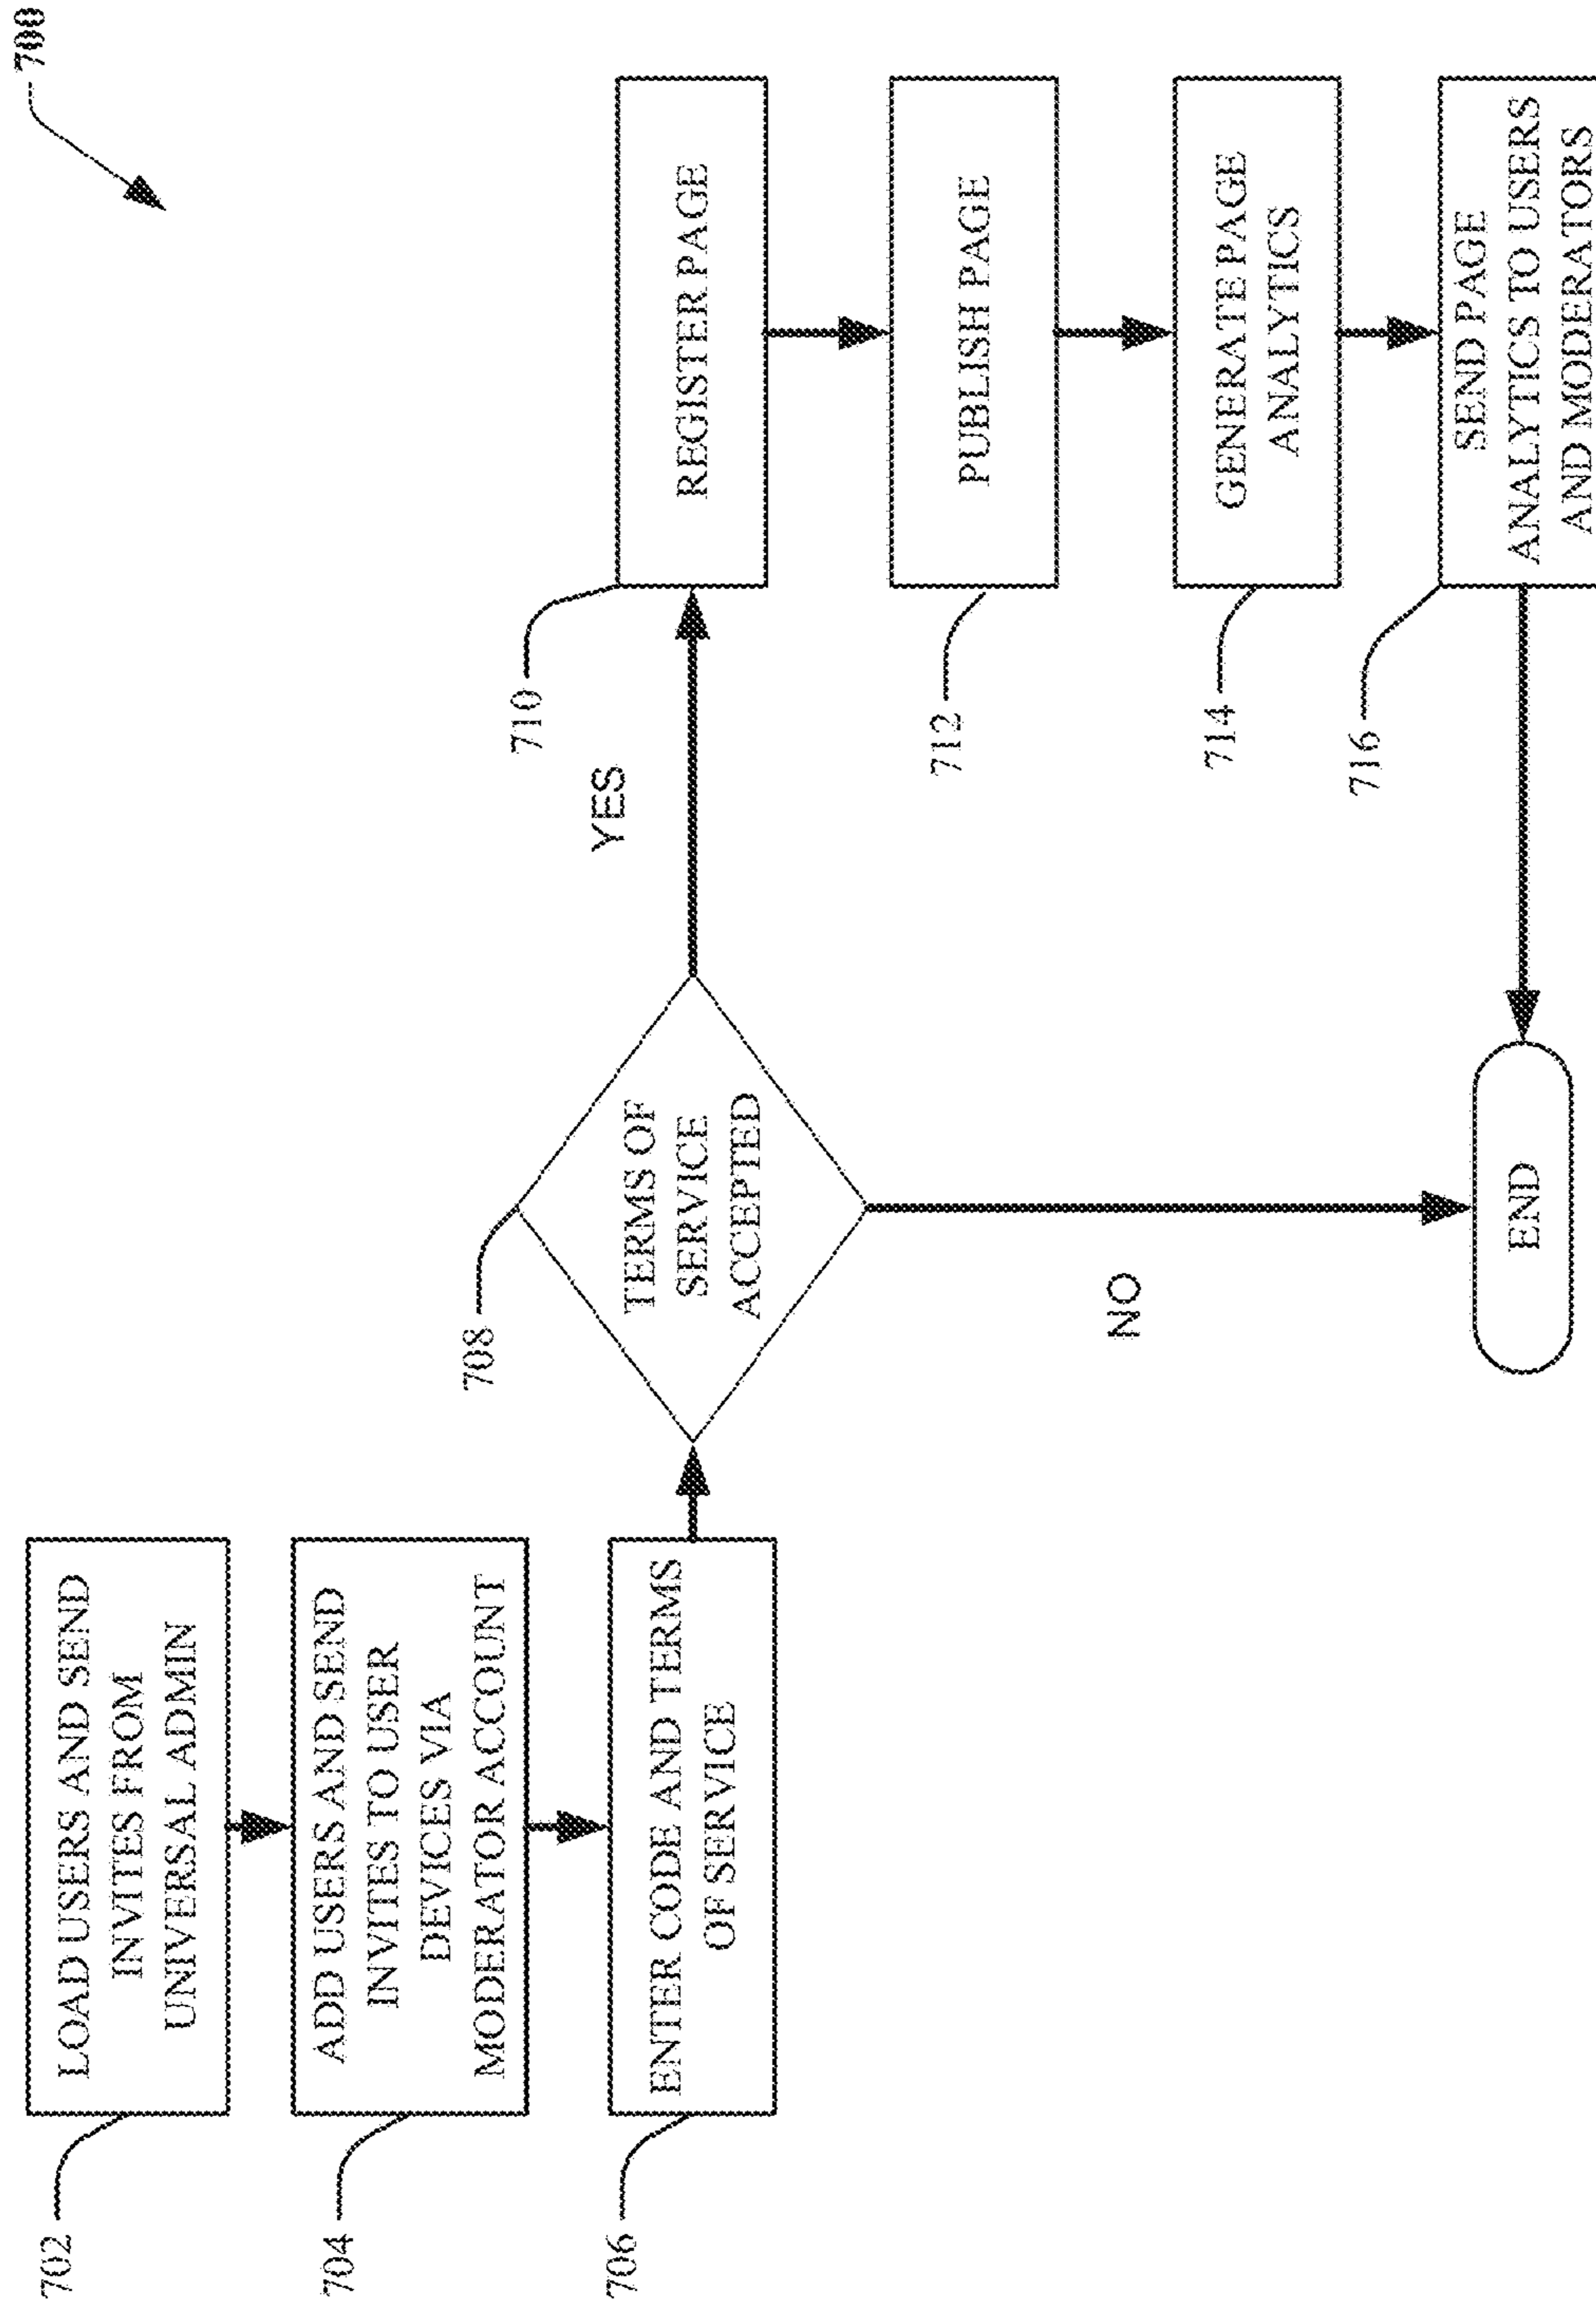 700
702
LOAD USERS AND SEND
INVITES FROM
UNIVERSAL ADMIN
704
ADD USERS AND SEND
INVITES TO USER
DEVICES VIA
MODERATOR ACCOUNT
706
ENTER CODE AND TERMS
OF SERVICE
708
TERMS OF
SERVICE
ACCEPTED
YES
NO
710
REGISTER PAGE
712
PUBLISH PAGE
714
GENERATE PAGE
ANALYTICS
716
SEND PAGE
ANALYTICS TO USERS
AND MODERATORS
END